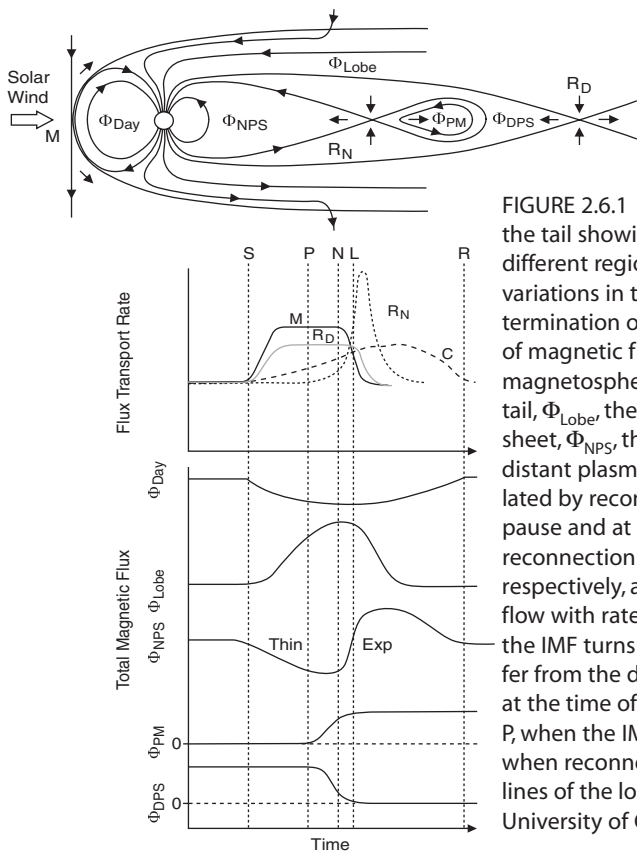 Solar
Wind
M
Φ_Day
Φ_NPS
Φ_Lobe
R_N
Φ_PM
Φ_DPS
R_D
FIGURE 2.6.1
the tail showi
different regio
variations in t
termination o
of magnetic f
magnetosphe
tail, Φ_Lobe, the
sheet, Φ_NPS, th
distant plasm
lated by recon
pause and at
reconnection
respectively, a
flow with rate
the IMF turns
fer from the d
at the time of
P, when the IM
when reconne
lines of the lo
University of C
S P N L R
Flux Transport Rate
M
R_D
R_N
C
Total Magnetic Flux
Φ_Day
Φ_Lobe
Φ_NPS
Thin
Exp
Φ_PM
0
Φ_DPS
0
Time